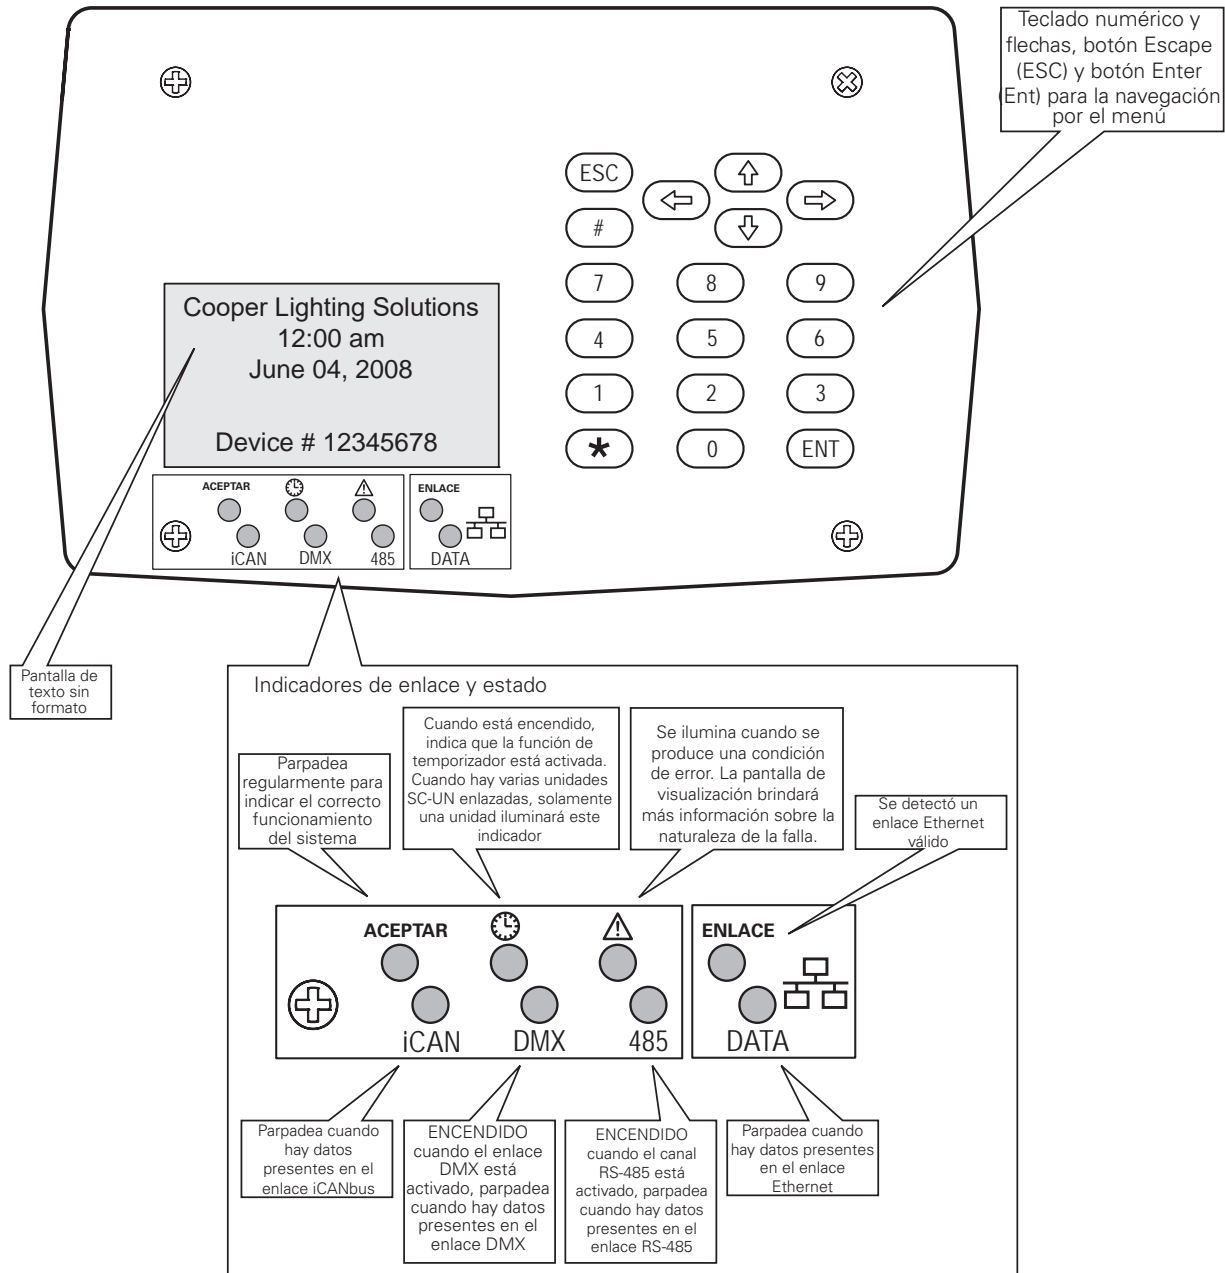 Teclado numérico y
flechas, botón Escape
(ESC) y botón Enter
(Ent) para la navegación
por el menú
ESC
#
7
8
9
4
5
6
1
2
3
*
0
ENT
Cooper Lighting Solutions
12:00 am
June 04, 2008
Device # 12345678
ACEPTAR
ENLACE
iCAN
DMX
485
DATA
Pantalla de
texto sin
formato
Indicadores de enlace y estado
Parpadea
regularmente para
indicar el correcto
funcionamiento
del sistema
Cuando está encendido,
indica que la función de
temporizador está activada.
Cuando hay varias unidades
SC-UN enlazadas, solamente
una unidad iluminará este
indicador
Se ilumina cuando se
produce una condición
de error. La pantalla de
visualización brindará
más información sobre la
naturaleza de la falla.
Se detectó un
enlace Ethernet
válido
ACEPTAR
ENLACE
iCAN
DMX
485
DATA
Parpadea cuando
hay datos
presentes en el
enlace iCANbus
ENCENDIDO
cuando el enlace
DMX está
activado, parpadea
cuando hay datos
presentes en el
enlace DMX
ENCENDIDO
cuando el canal
RS-485 está
activado, parpadea
cuando hay datos
presentes en el
enlace RS-485
Parpadea cuando
hay datos presentes
en el enlace
Ethernet